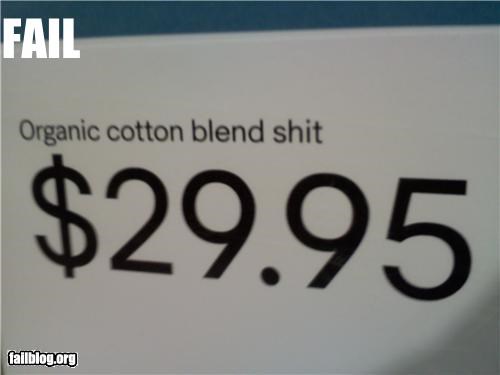 FAIL
Organic cotton blend shit
$29.95
failblog.org